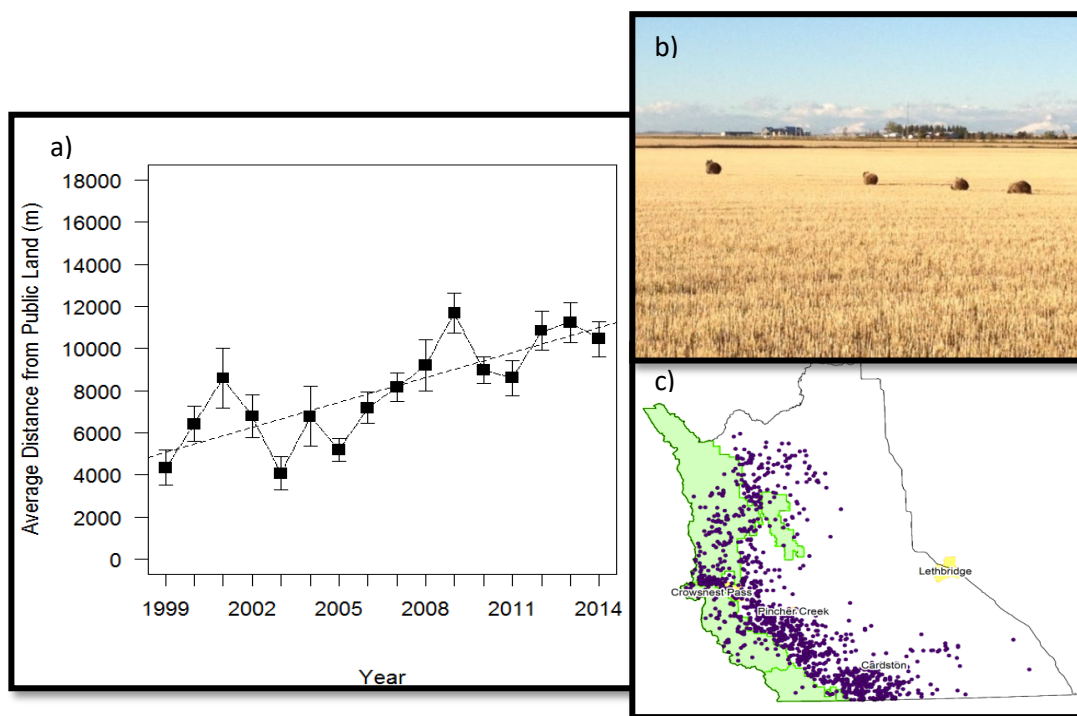 a)
Average Distance from Public Land (m)
18000
16000
14000
12000
10000
8000
6000
4000
2000
0
1999 2002 2005 2008 2011 2014
Year
b)
c)
Lethbridge
Crowsnest Pass
Pincher Creek
Cardston